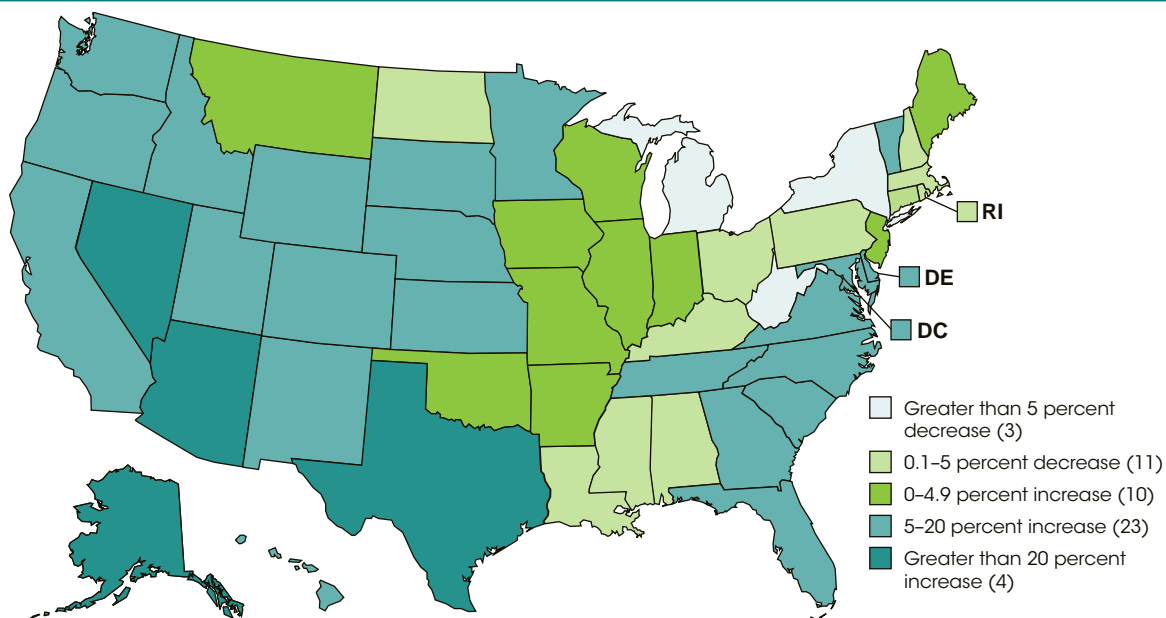 RI
DE
DC
Greater than 5 percent
decrease (3)
0.1–5 percent decrease (11)
0–4.9 percent increase (10)
5–20 percent increase (23)
Greater than 20 percent
increase (4)